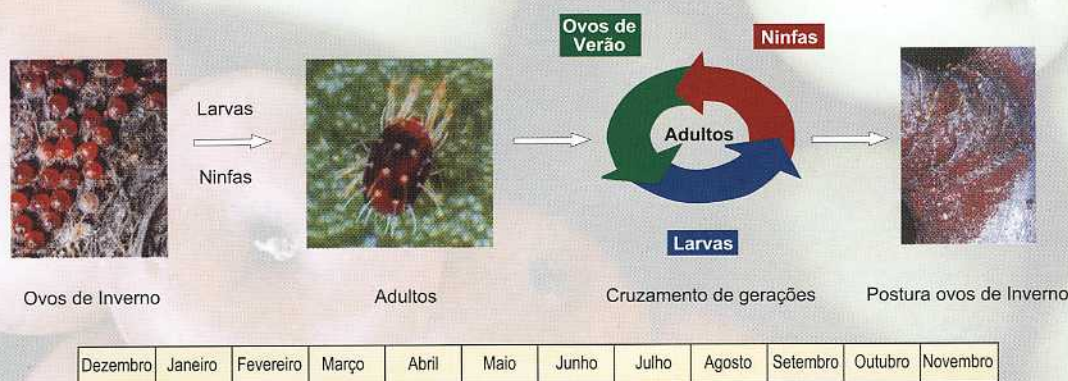 Ovos de
Verão
Ninfas
Larvas
Ninfas
Adultos
Larvas
Ovos de Inverno
Adultos
Cruzamento de gerações
Postura ovos de Inverno
Dezembro Janeiro Fevereiro Março Abril Maio Junho Julho Agosto Setembro Outubro Novembro